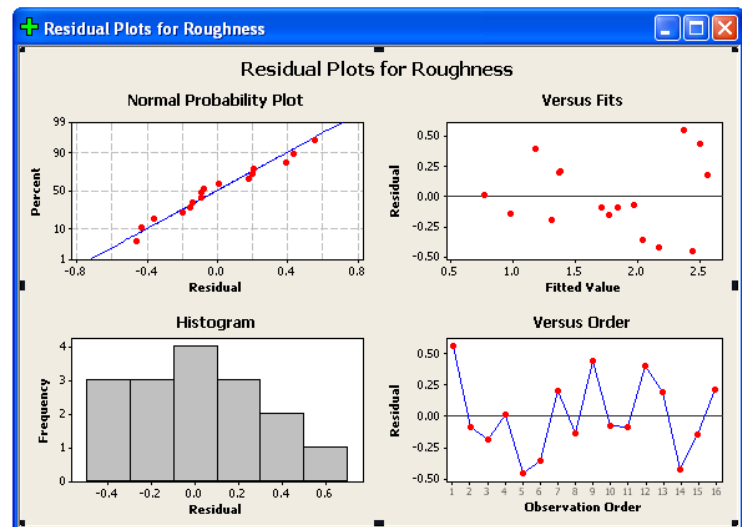 Residual Plots for Roughness
Residual Plots for Roughness
Normal Probability Plot
99
90
50
10
1
Percent
-0.8 -0.4 0.0 0.4 0.8
Residual
Versus Fits
0.50
0.25
0.00
-0.25
-0.50
Residual
0.5 1.0 1.5 2.0 2.5
Fitted Value
Histogram
4
3
2
1
0
Frequency
-0.4 -0.2 0.0 0.2 0.4 0.6
Residual
Versus Order
0.50
0.25
0.00
-0.25
-0.50
Residual
1 2 3 4 5 6 7 8 9 10 11 12 13 14 15 16
Observation Order